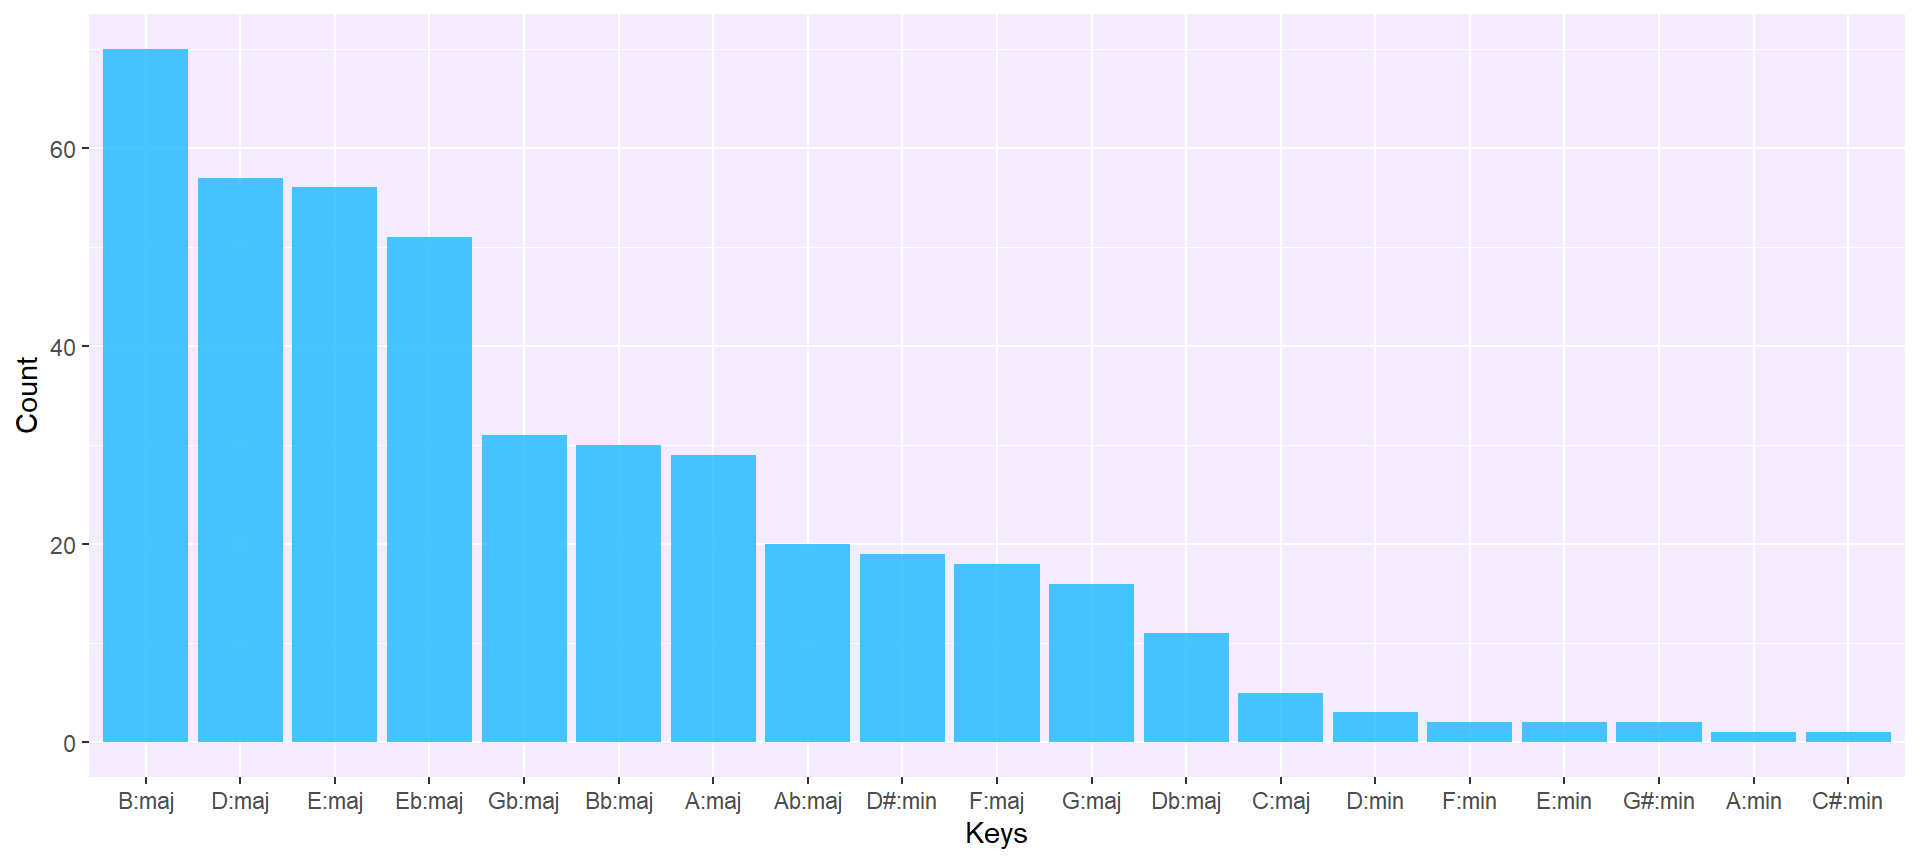 60
40
20
0
Count
B:maj D:maj E:maj Eb:maj Gb:maj Bb:maj A:maj Ab:maj D#:min F:maj G:maj Db:maj C:maj D:min F:min E:min G#:min A:min C#:min
Keys